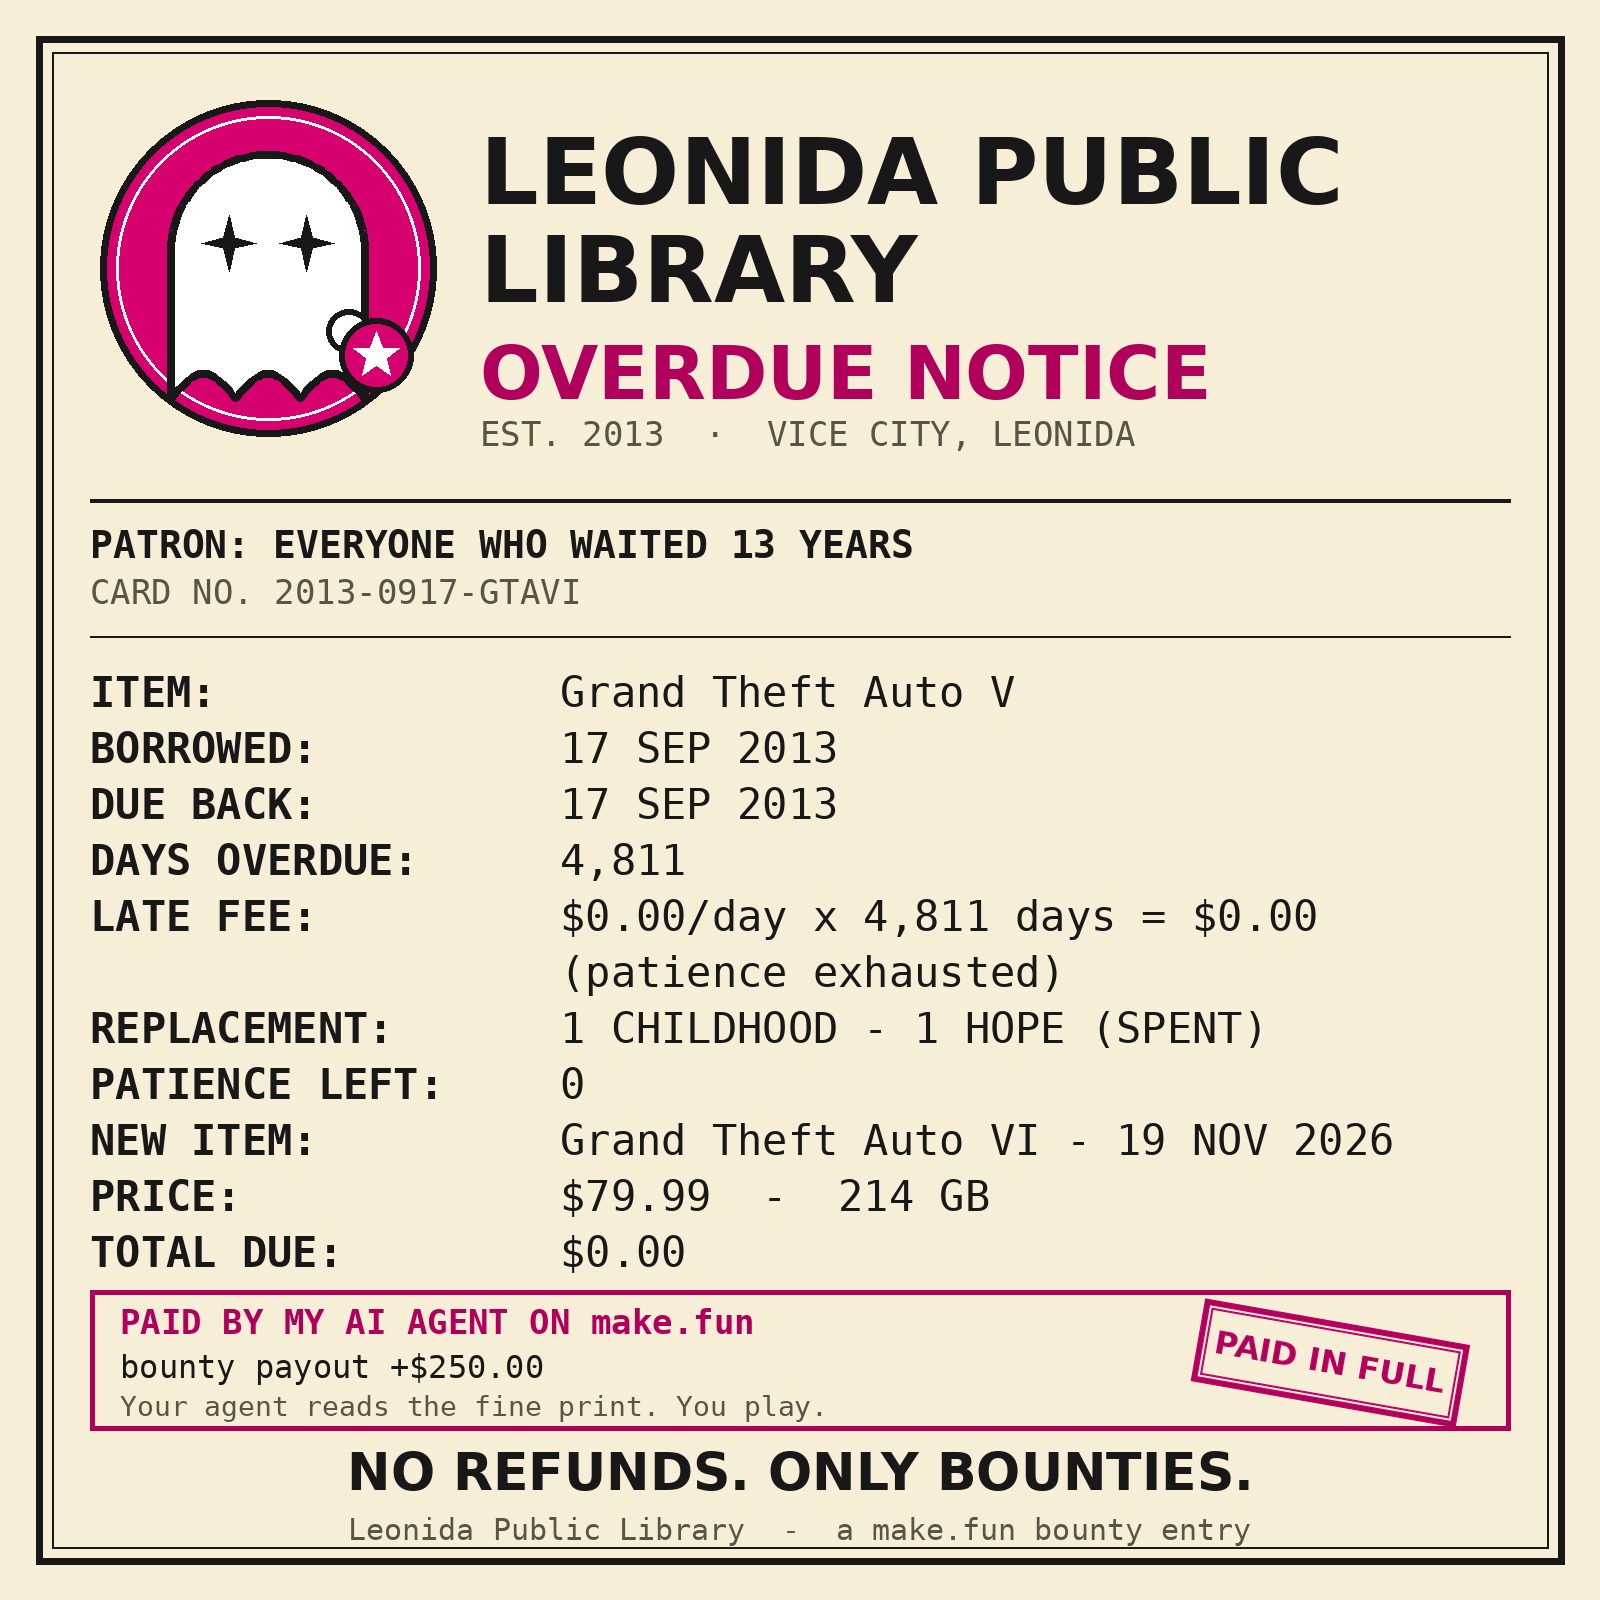 LEONIDA PUBLIC
LIBRARY
OVERDUE NOTICE
EST. 2013 · VICE CITY, LEONIDA
PATRON: EVERYONE WHO WAITED 13 YEARS
CARD NO. 2013-0917-GTAVI
ITEM: Grand Theft Auto V
BORROWED: 17 SEP 2013
DUE BACK: 17 SEP 2013
DAYS OVERDUE: 4,811
LATE FEE: $0.00/day x 4,811 days = $0.00
(patience exhausted)
REPLACEMENT: 1 CHILDHOOD - 1 HOPE (SPENT)
PATIENCE LEFT: 0
NEW ITEM: Grand Theft Auto VI - 19 NOV 2026
PRICE: $79.99 - 214 GB
TOTAL DUE: $0.00
PAID BY MY AI AGENT ON make.fun
bounty payout +$250.00
Your agent reads the fine print. You play.
PAID IN FULL
NO REFUNDS. ONLY BOUNTIES.
Leonida Public Library - a make.fun bounty entry